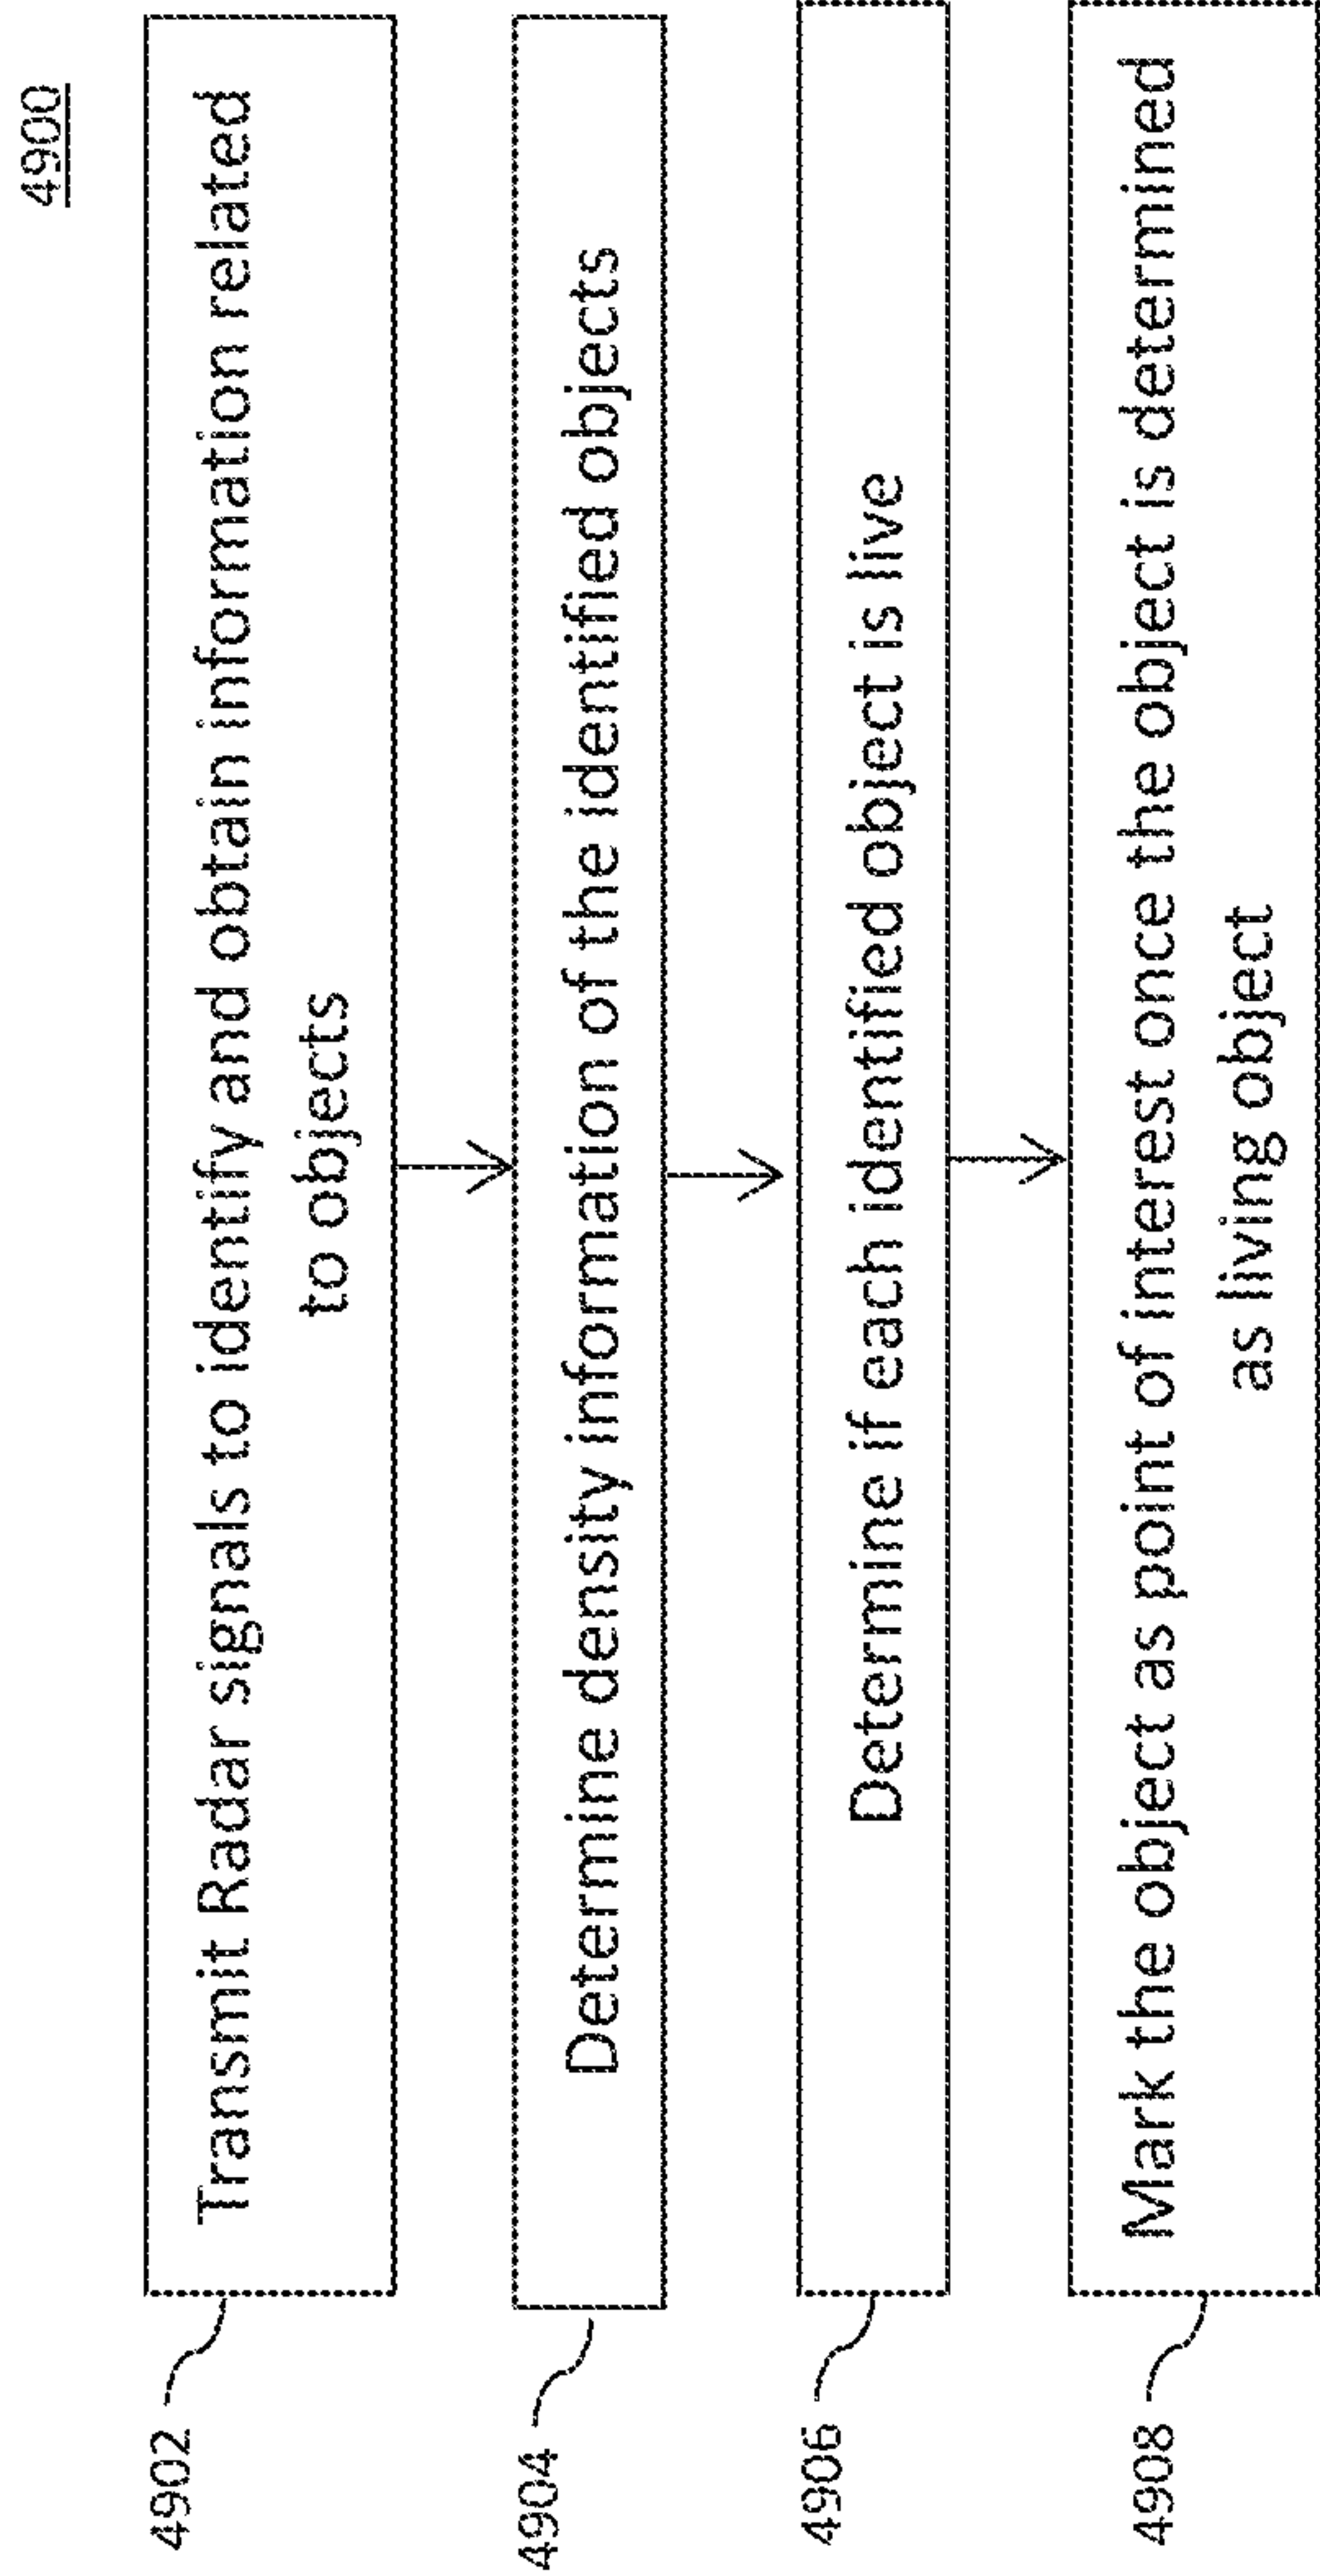 4900
4902
Transmit Radar signals to identify and obtain information related
to objects
4904
Determine density information of the identified objects
4906
Determine if each identified object is live
4908
Mark the object as point of interest once the object is determined
as living object